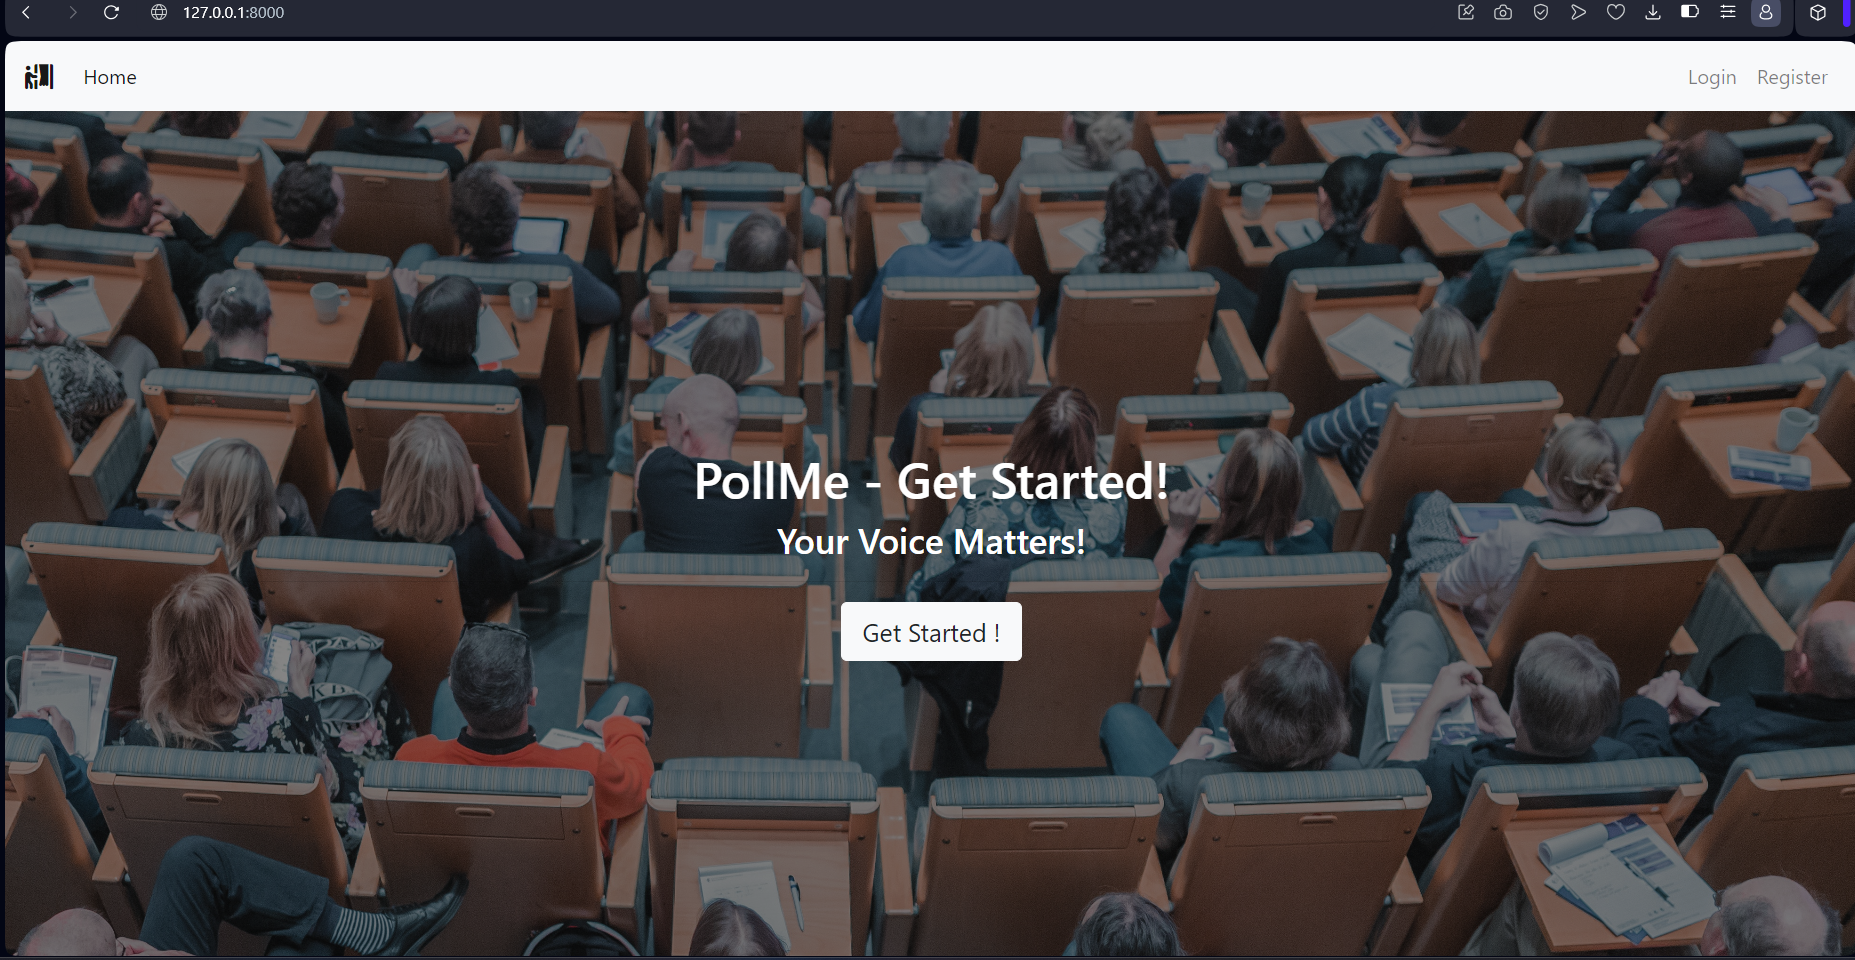 127.0.0.1:8000
Home
Login
Register
PollMe - Get Started!
Your Voice Matters!
Get Started !